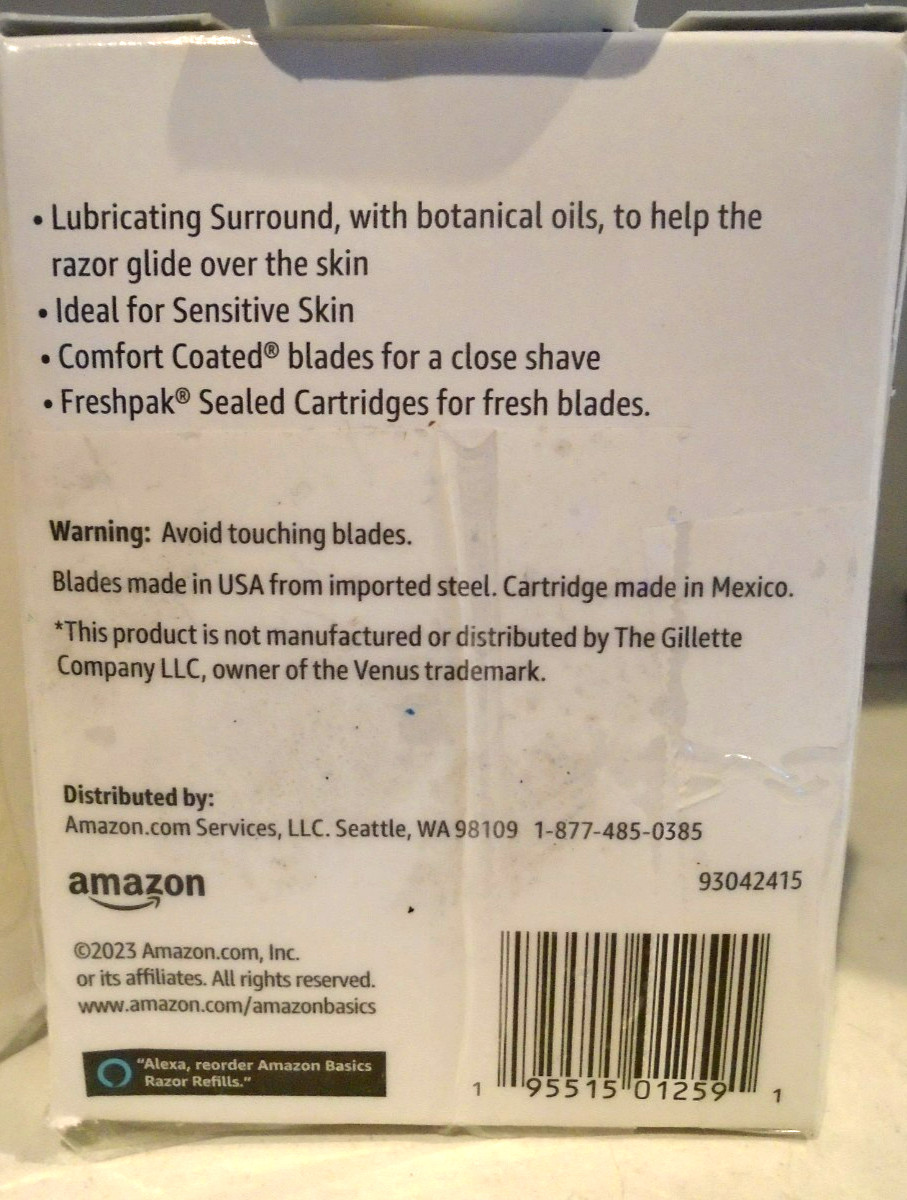 • Lubricating Surround, with botanical oils, to help the
razor glide over the skin
• Ideal for Sensitive Skin
• Comfort Coated® blades for a close shave
• Freshpak® Sealed Cartridges for fresh blades.
Warning: Avoid touching blades.
Blades made in USA from imported steel. Cartridge made in Mexico.
*This product is not manufactured or distributed by The Gillette
Company LLC, owner of the Venus trademark.
Distributed by:
Amazon.com Services, LLC. Seattle, WA 98109 1-877-485-0385
amazon
93042415
©2023 Amazon.com, Inc.
or its affiliates. All rights reserved.
www.amazon.com/amazonbasics
"Alexa, reorder Amazon Basics
Razor Refills."
1 95515 01259 1